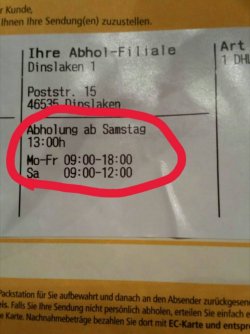 r Kunde,
Ihnen Ihre Sendung(en) zuzustellen.
Ihre Abhol-Filiale
Dinslaken 1
Art
1 DHL
Poststr. 15
46535 Dinslaken
Abholung ab Samstag
13:00h
Mo-Fr 09:00-18:00
Sa 09:00-12:00
Packstation für Sie aufbewahrt und danach an den Absender zurückgesen
Falls Sie Ihre Sendung nicht persönlich abholen, erteilen Sie einfach
e Karte. Nachnahmebeträge bezahlen Sie dort mit EC-Karte und entspre